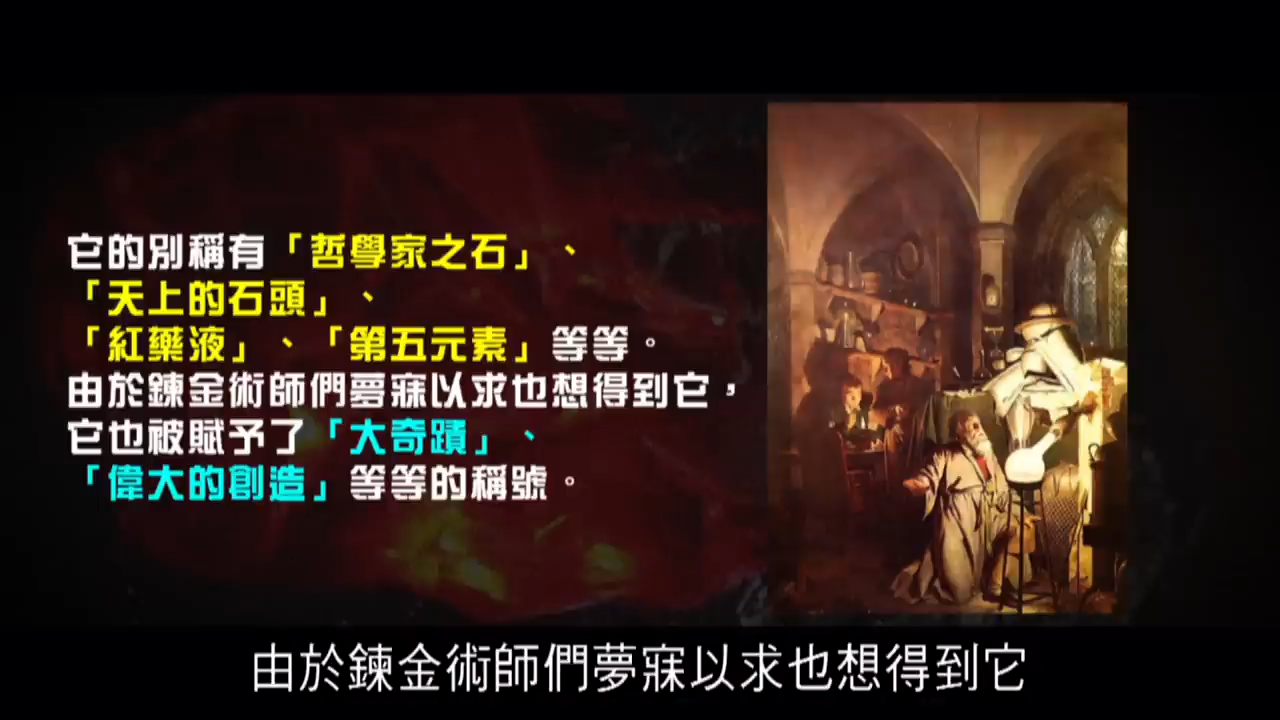 它的別稱有「哲學家之石」、
「天上的石頭」、
「紅藥液」、「第五元素」等等。
由於鍊金術師們夢寐以求也想得到它，
它也被賦予了「大奇蹟」、
「偉大的創造」等等的稱號。
由於鍊金術師們夢寐以求也想得到它